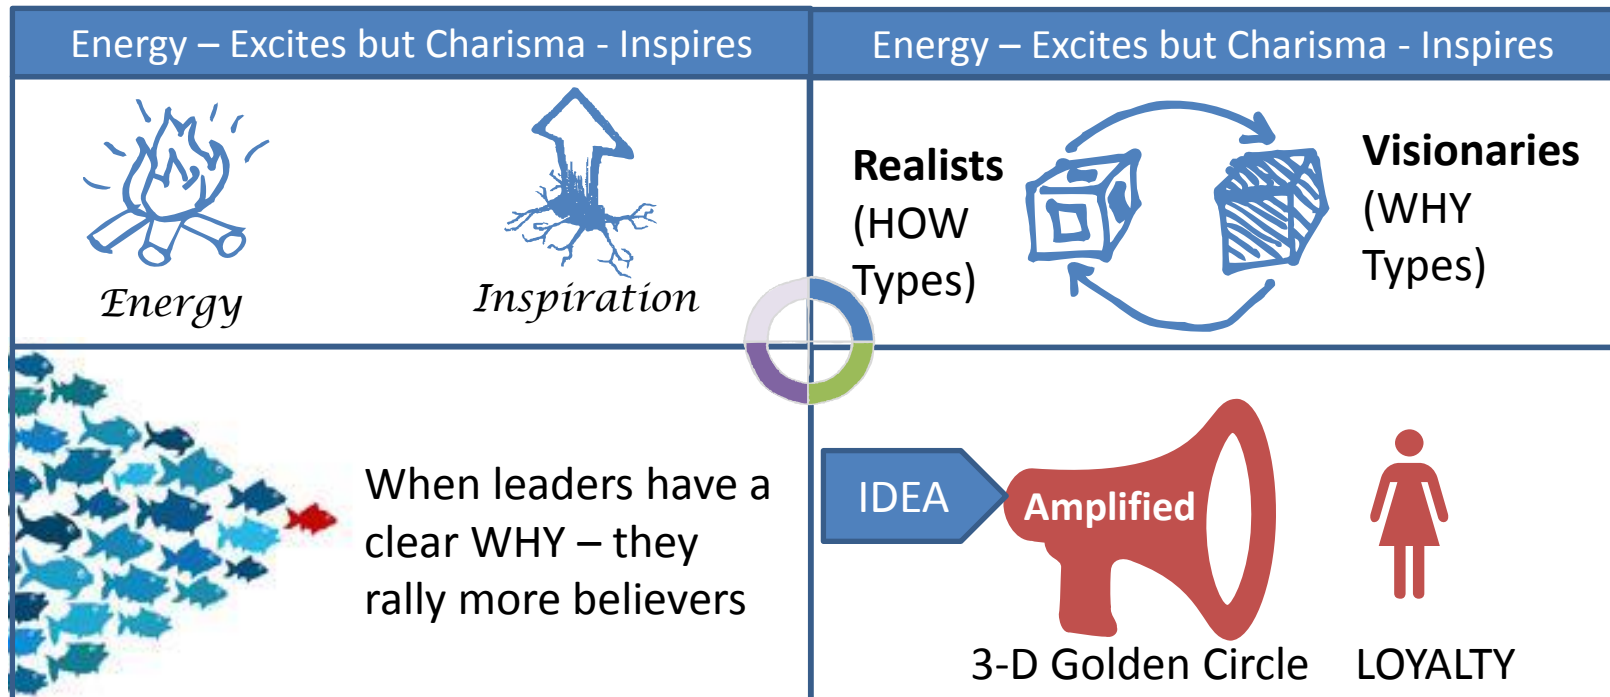 Energy – Excites but Charisma - Inspires
Energy – Excites but Charisma - Inspires
Energy
Inspiration
Realists
(HOW
Types)
Visionaries
(WHY
Types)
When leaders have a
clear WHY – they
rally more believers
IDEA
Amplified
3-D Golden Circle
LOYALTY